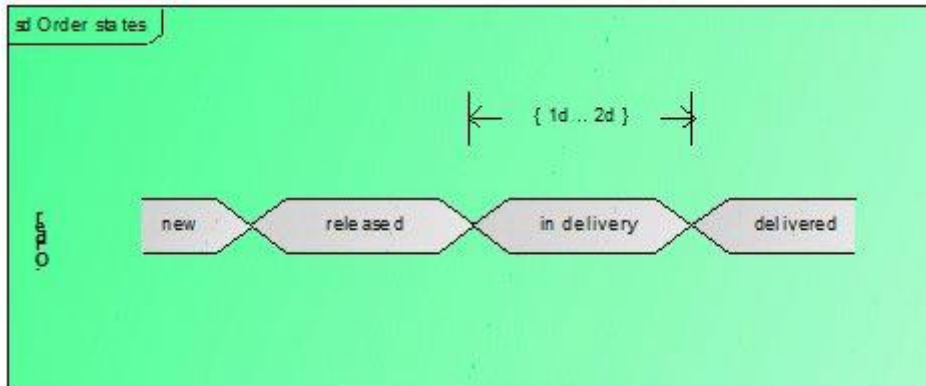 sd Order states
{ 1d ... 2d }
new released in delivery delivered